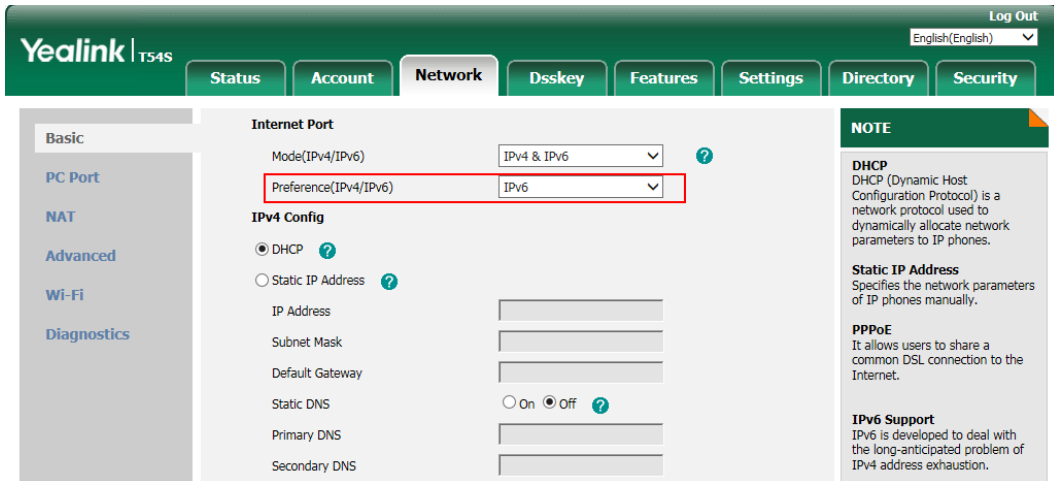 Log Out
Yealink | T54S
English(English)
Status Account Network Dsskey Features Settings Directory Security
Basic
PC Port
NAT
Advanced
Wi-Fi
Diagnostics
Internet Port
Mode(IPv4/IPv6) IPv4 & IPv6 ?
Preference(IPv4/IPv6) IPv6
IPv4 Config
DHCP ?
Static IP Address ?
IP Address
Subnet Mask
Default Gateway
Static DNS On Off ?
Primary DNS
Secondary DNS
NOTE
DHCP
DHCP (Dynamic Host
Configuration Protocol) is a
network protocol used to
dynamically allocate network
parameters to IP phones.
Static IP Address
Specifies the network parameters
of IP phones manually.
PPPoE
It allows users to share a
common DSL connection to the
Internet.
IPv6 Support
IPv6 is developed to deal with
the long-anticipated problem of
IPv4 address exhaustion.